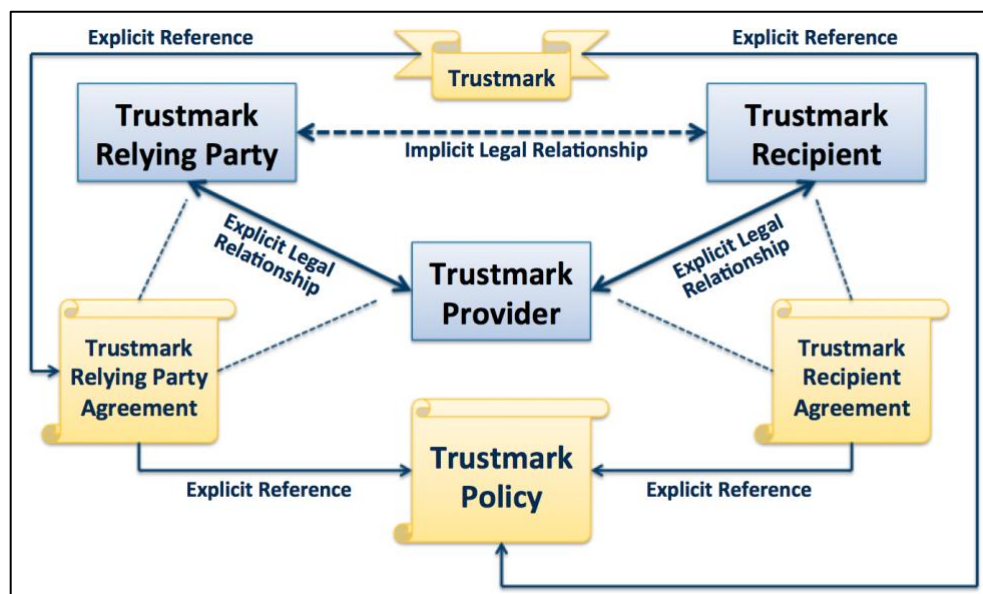 Explicit Reference
Explicit Reference
Trustmark
Trustmark
Relying Party
Trustmark
Recipient
Implicit Legal Relationship
Explicit Legal
Relationship
Explicit Legal
Relationship
Trustmark
Provider
Trustmark
Relying Party
Agreement
Trustmark
Recipient
Agreement
Trustmark
Policy
Explicit Reference
Explicit Reference